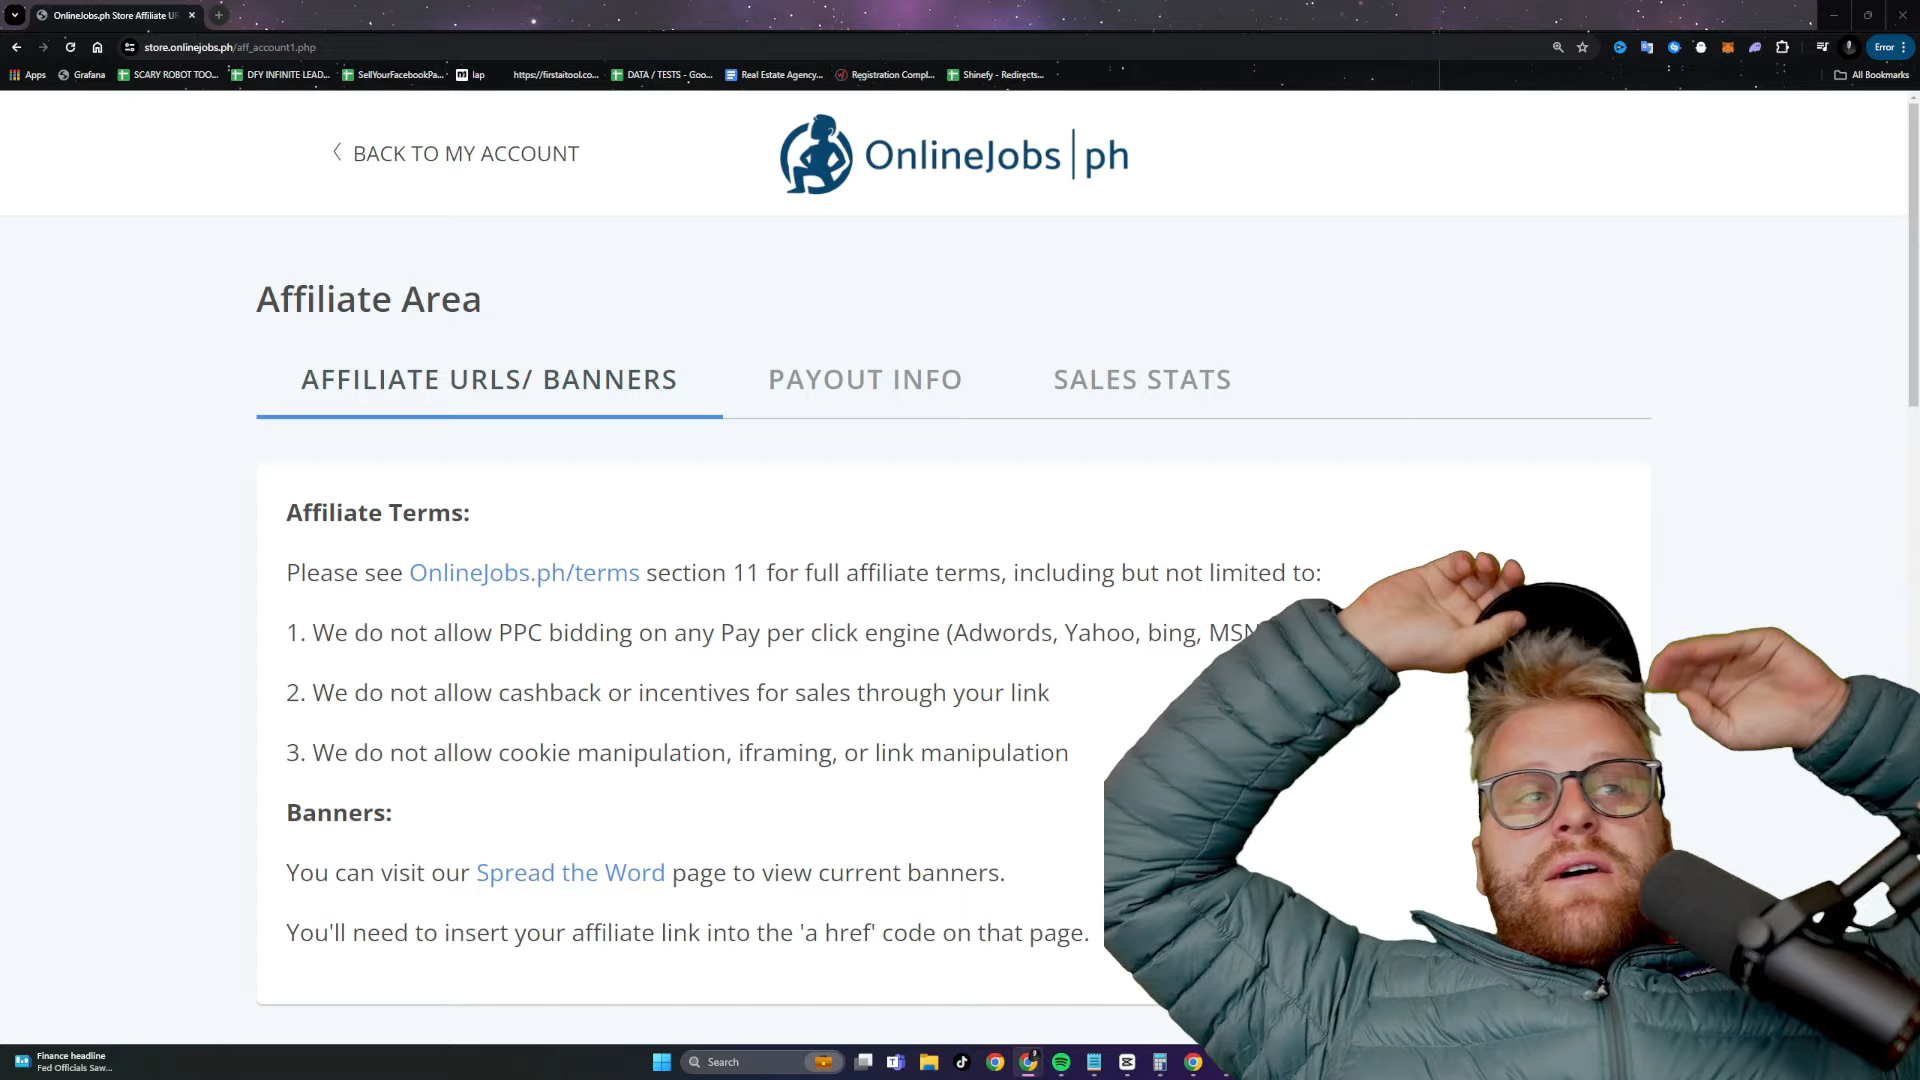 OnlineJobs.ph Store Affiliate U
store.onlinejobs.ph/aff_account1.php
Error
Apps
Grafana
SCARY ROBOT TOO...
DFY INFINITE LEAD...
SellYourFacebookPa...
lap
https://firstaitool.co...
DATA / TESTS - Goo...
Real Estate Agency...
Registration Compl...
Shinefy - Redirects...
All Bookmarks
BACK TO MY ACCOUNT
OnlineJobs|ph
Affiliate Area
AFFILIATE URLS/ BANNERS
PAYOUT INFO
SALES STATS
Affiliate Terms:
Please see OnlineJobs.ph/terms section 11 for full affiliate terms, including but not limited to:
1. We do not allow PPC bidding on any Pay per click engine (Adwords, Yahoo, bing, MSN
2. We do not allow cashback or incentives for sales through your link
3. We do not allow cookie manipulation, iframing, or link manipulation
Banners:
You can visit our Spread the Word page to view current banners.
You'll need to insert your affiliate link into the 'a href' code on that page.
Finance headline
Fed Officials Saw...
Search